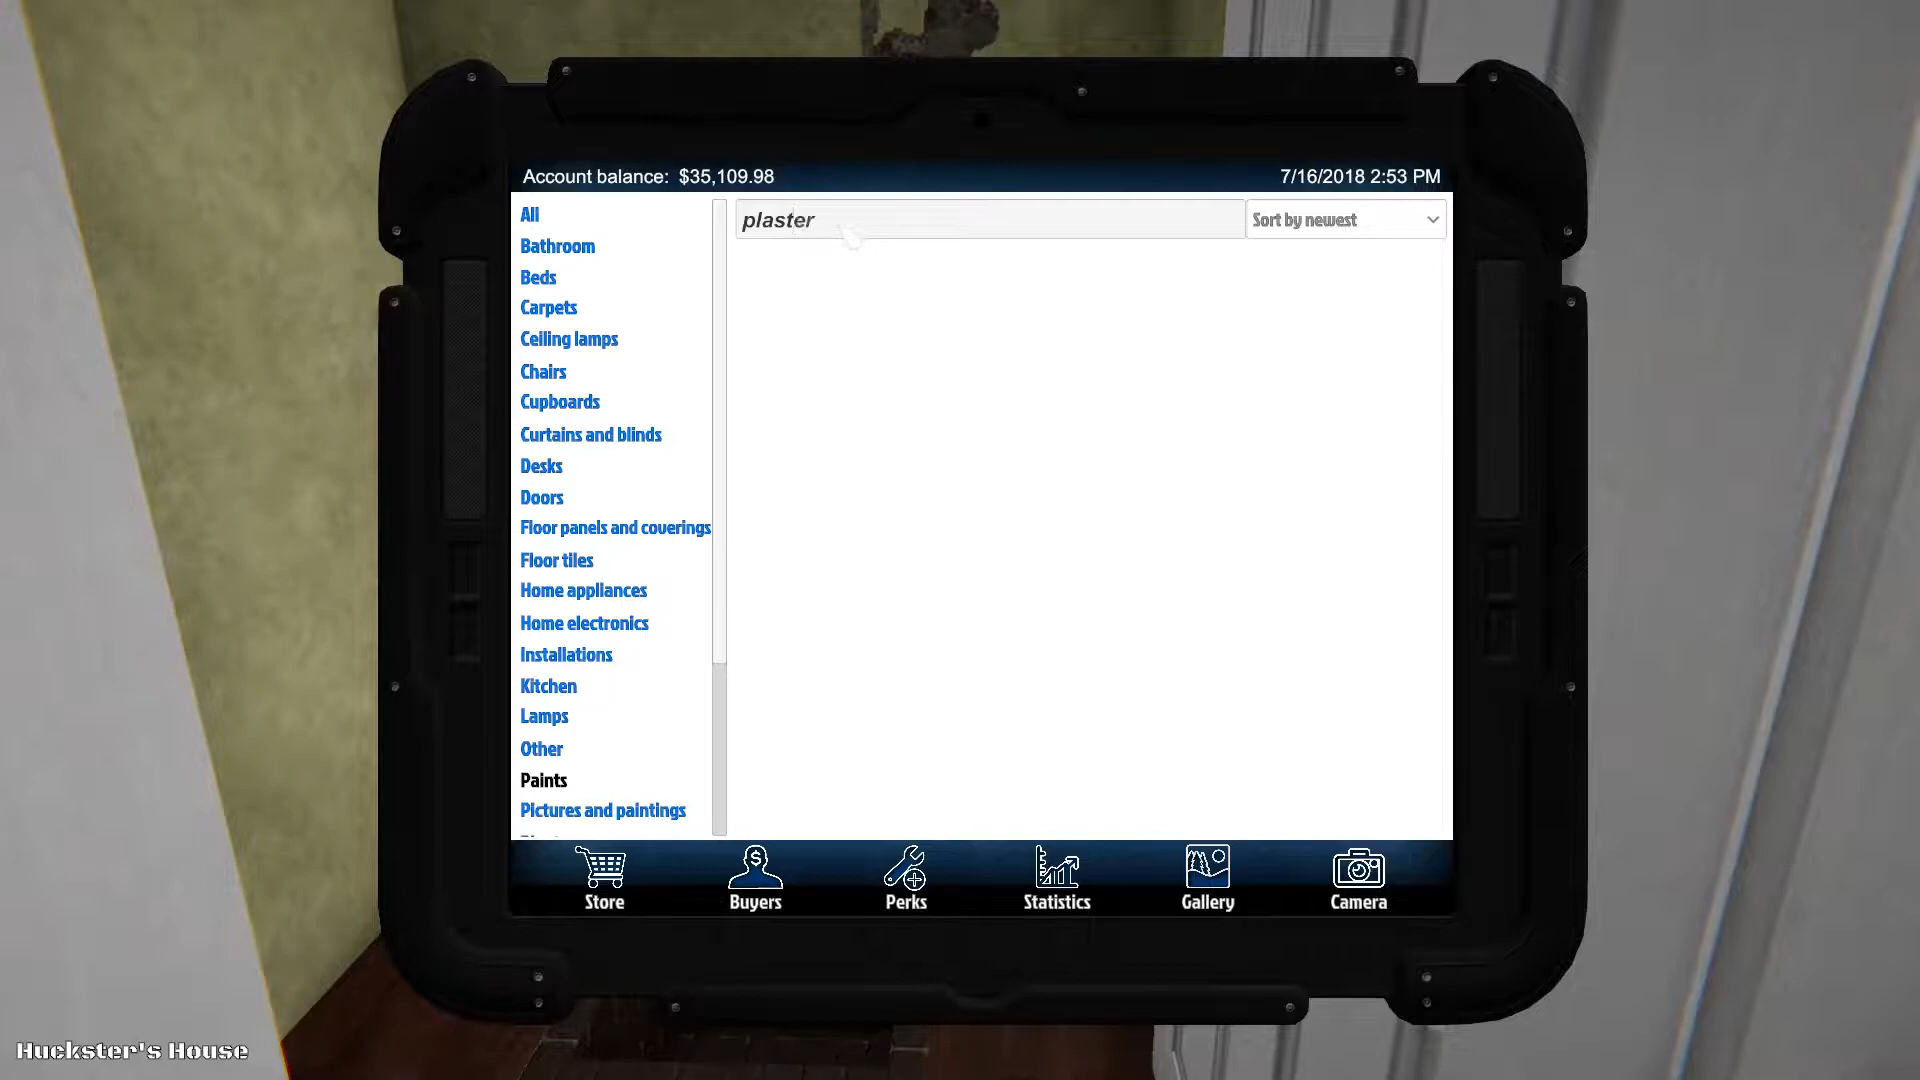 Account balance: $35,109.98
7/16/2018 2:53 PM
All
Bathroom
Beds
Carpets
Ceiling lamps
Chairs
Cupboards
Curtains and blinds
Desks
Doors
Floor panels and coverings
Floor tiles
Home appliances
Home electronics
Installations
Kitchen
Lamps
Other
Paints
Pictures and paintings
plaster
Sort by newest
Store
Buyers
Perks
Statistics
Gallery
Camera
Huckster's House